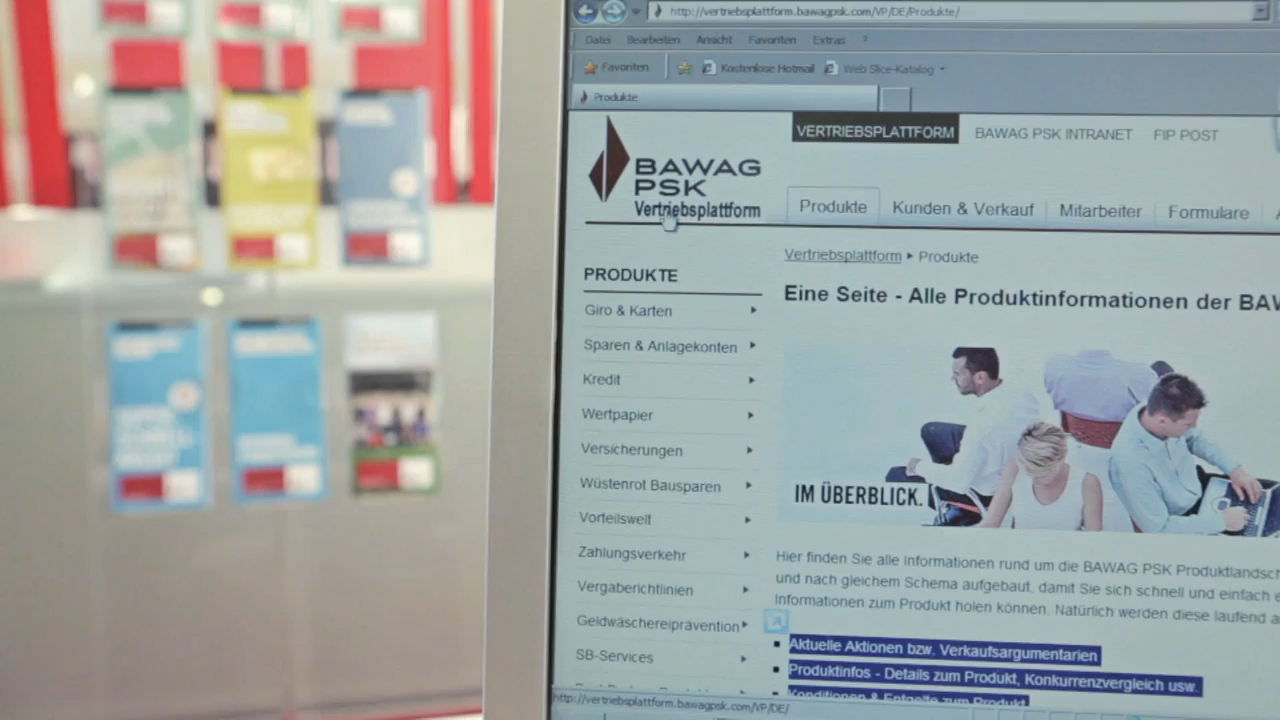 http://vertriebsplattform.bawagpsk.com/VP/DE/Produkte/
Datei Bearbeiten Ansicht Favoriten Extras
Favoriten Kostenlose Hotmail Web Slice-Katalog
Produkte
VERTRIEBSPLATTFORM BAWAG PSK INTRANET FIP POST
BAWAG
PSK
Vertriebsplattform
Produkte Kunden & Verkauf Mitarbeiter Formulare
Vertriebsplattform Produkte
PRODUKTE
Eine Seite - Alle Produktinformationen der BAW
Giro & Karten
Sparen & Anlagekonten
Kredit
Wertpapier
Versicherungen
Wüstenrot Bausparen
Vorteilswelt
Zahlungsverkehr
Vergaberichtlinien
Geldwäschereiprävention
SB-Services
IM ÜBERBLICK.
Hier finden Sie alle Informationen rund um die BAWAG PSK Produktlandsch
und nach gleichem Schema aufgebaut, damit Sie sich schnell und einfach e
Informationen zum Produkt holen können. Natürlich werden diese laufend a
Aktuelle Aktionen bzw. Verkaufsargumentarien
Produktinfos - Details zum Produkt, Konkurrenzvergleich usw.
Konditionen & Entgelte zum Produkt
http://vertriebsplattform.bawagpsk.com/VP/DE/